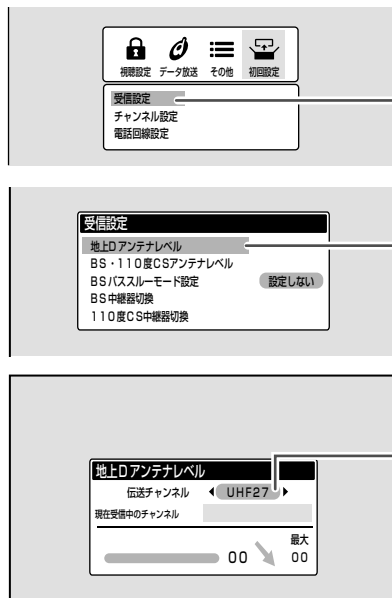 視聴設定 データ放送 その他 初回設定
受信設定
チャンネル設定
電話回線設定
受信設定
地上Dアンテナレベル
BS・110度CSアンテナレベル
BSパススルーモード設定 設定しない
BS中継器切換
110度CS中継器切換
地上Dアンテナレベル
伝送チャンネル UHF27
現在受信中のチャンネル
最大
00 00